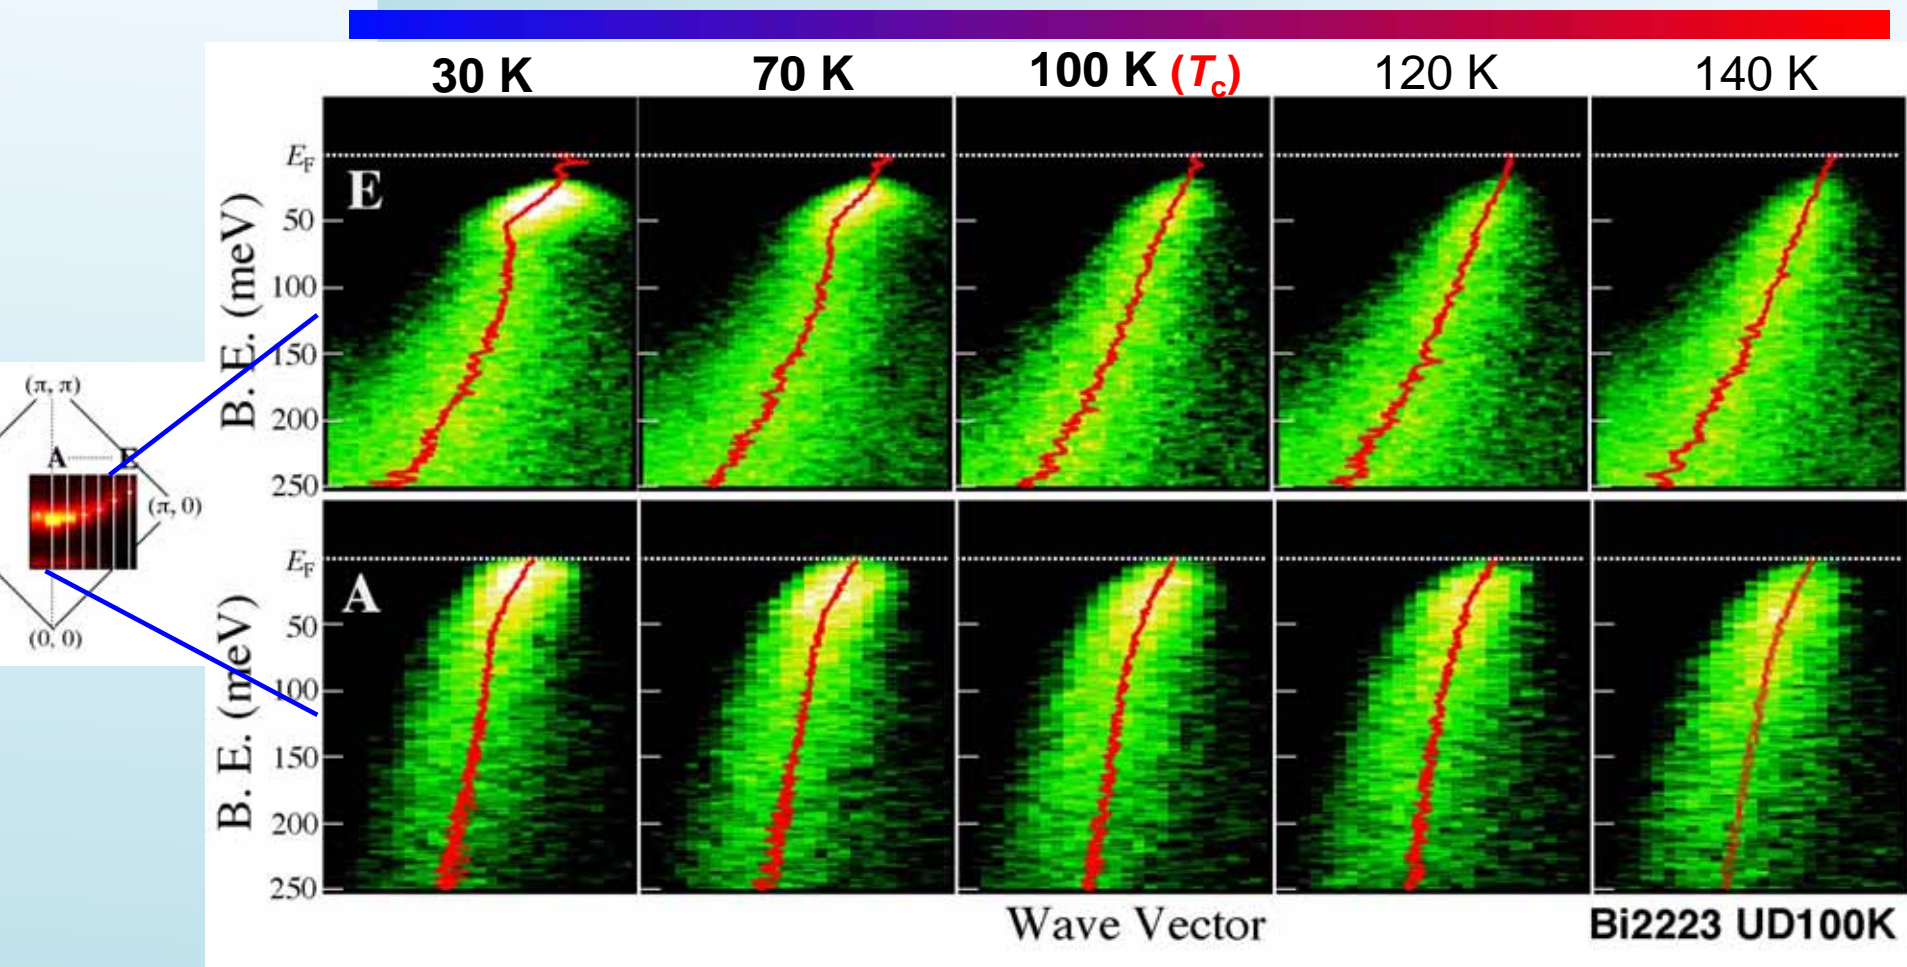 30 K 70 K 100 K (Tc) 120 K 140 K
E
EF
50
100
150
200
250
B. E. (meV)
(π, π)
A E
(π, 0)
(0, 0)
A
EF
50
100
150
200
250
B. E. (meV)
Wave Vector
Bi2223 UD100K